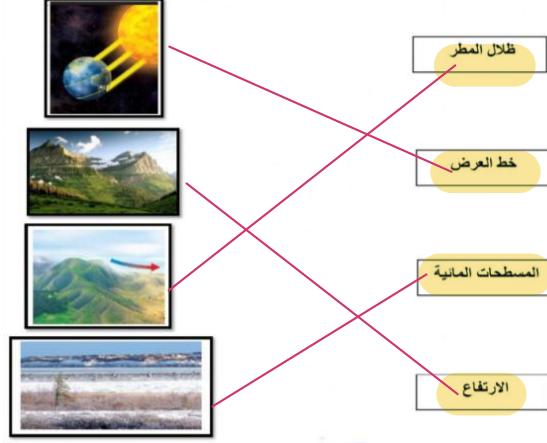 ظلال المطر
خط العرض
المسطحات المائية
الارتفاع